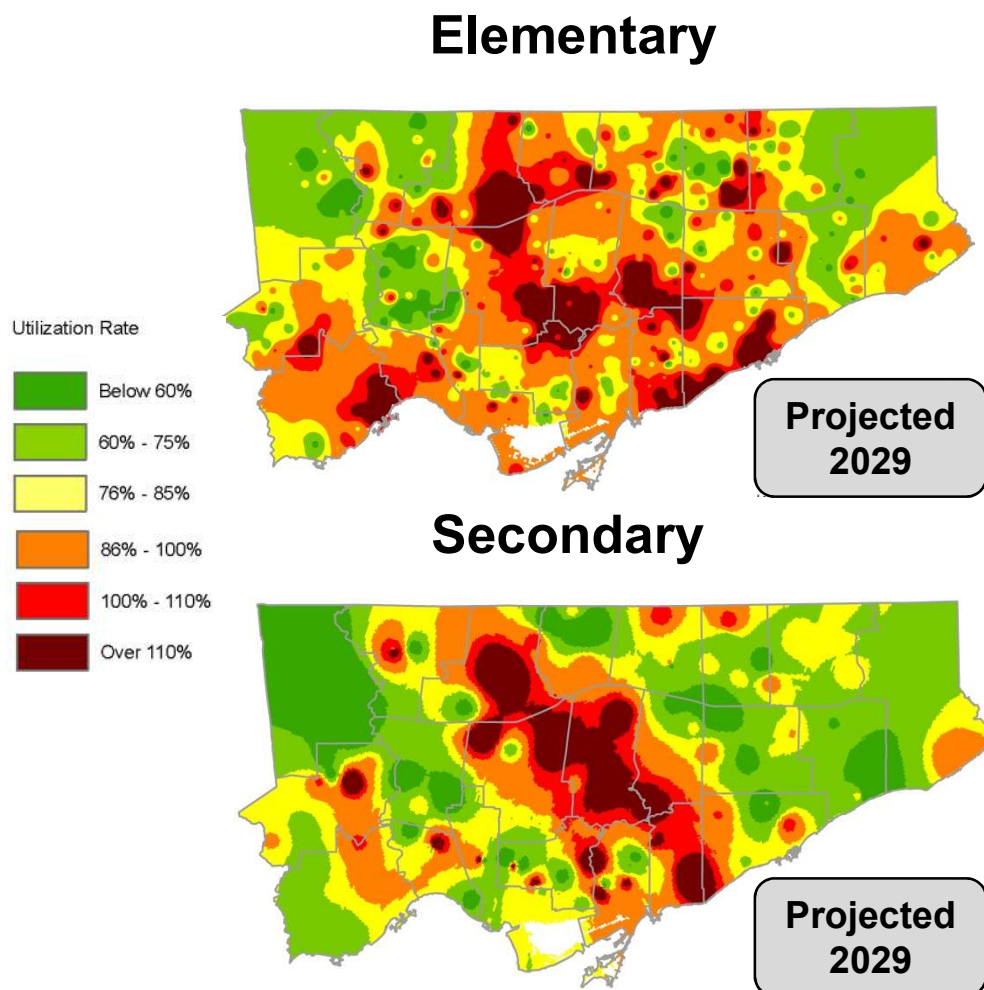 Elementary
Utilization Rate
Below 60%
60% - 75%
76% - 85%
86% - 100%
100% - 110%
Over 110%
Projected
2029
Secondary
Projected
2029